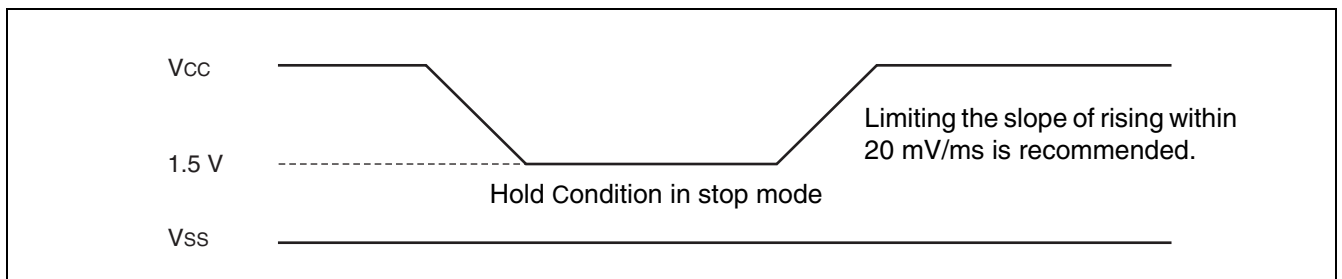 Vcc
Limiting the slope of rising within
20 mV/ms is recommended.
1.5 V
Hold Condition in stop mode
Vss